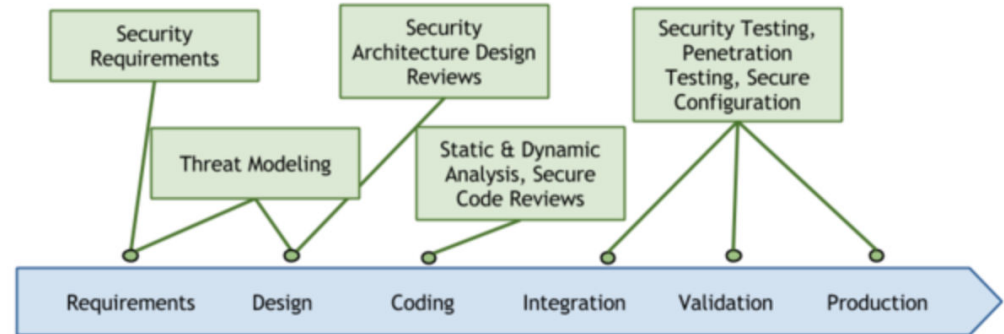 Security
Requirements
Security
Architecture Design
Reviews
Security Testing,
Penetration
Testing, Secure
Configuration
Threat Modeling
Static & Dynamic
Analysis, Secure
Code Reviews
Requirements
Design
Coding
Integration
Validation
Production